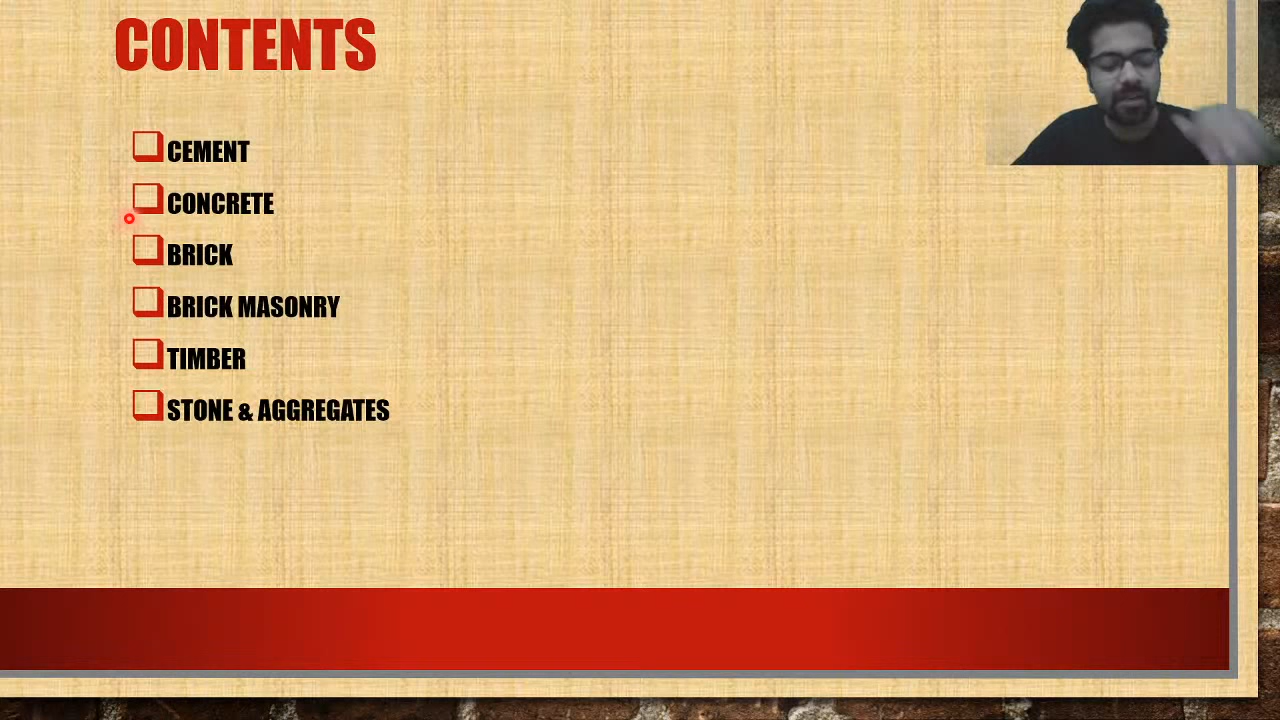 CONTENTS
CEMENT
CONCRETE
BRICK
BRICK MASONRY
TIMBER
STONE & AGGREGATES